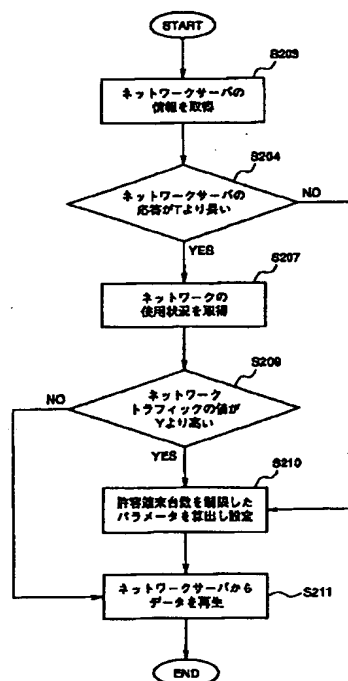 START
S203
ネットワークサーバの
情報を取得
S204
ネットワークサーバの
応答がTより長い
NO
YES
S207
ネットワークの
使用状況を取得
S209
ネットワーク
トラフィックの値が
Yより高い
NO
YES
S210
許容端末台数を制限した
パラメータを算出し設定
ネットワークサーバから
データを再生
S211
END